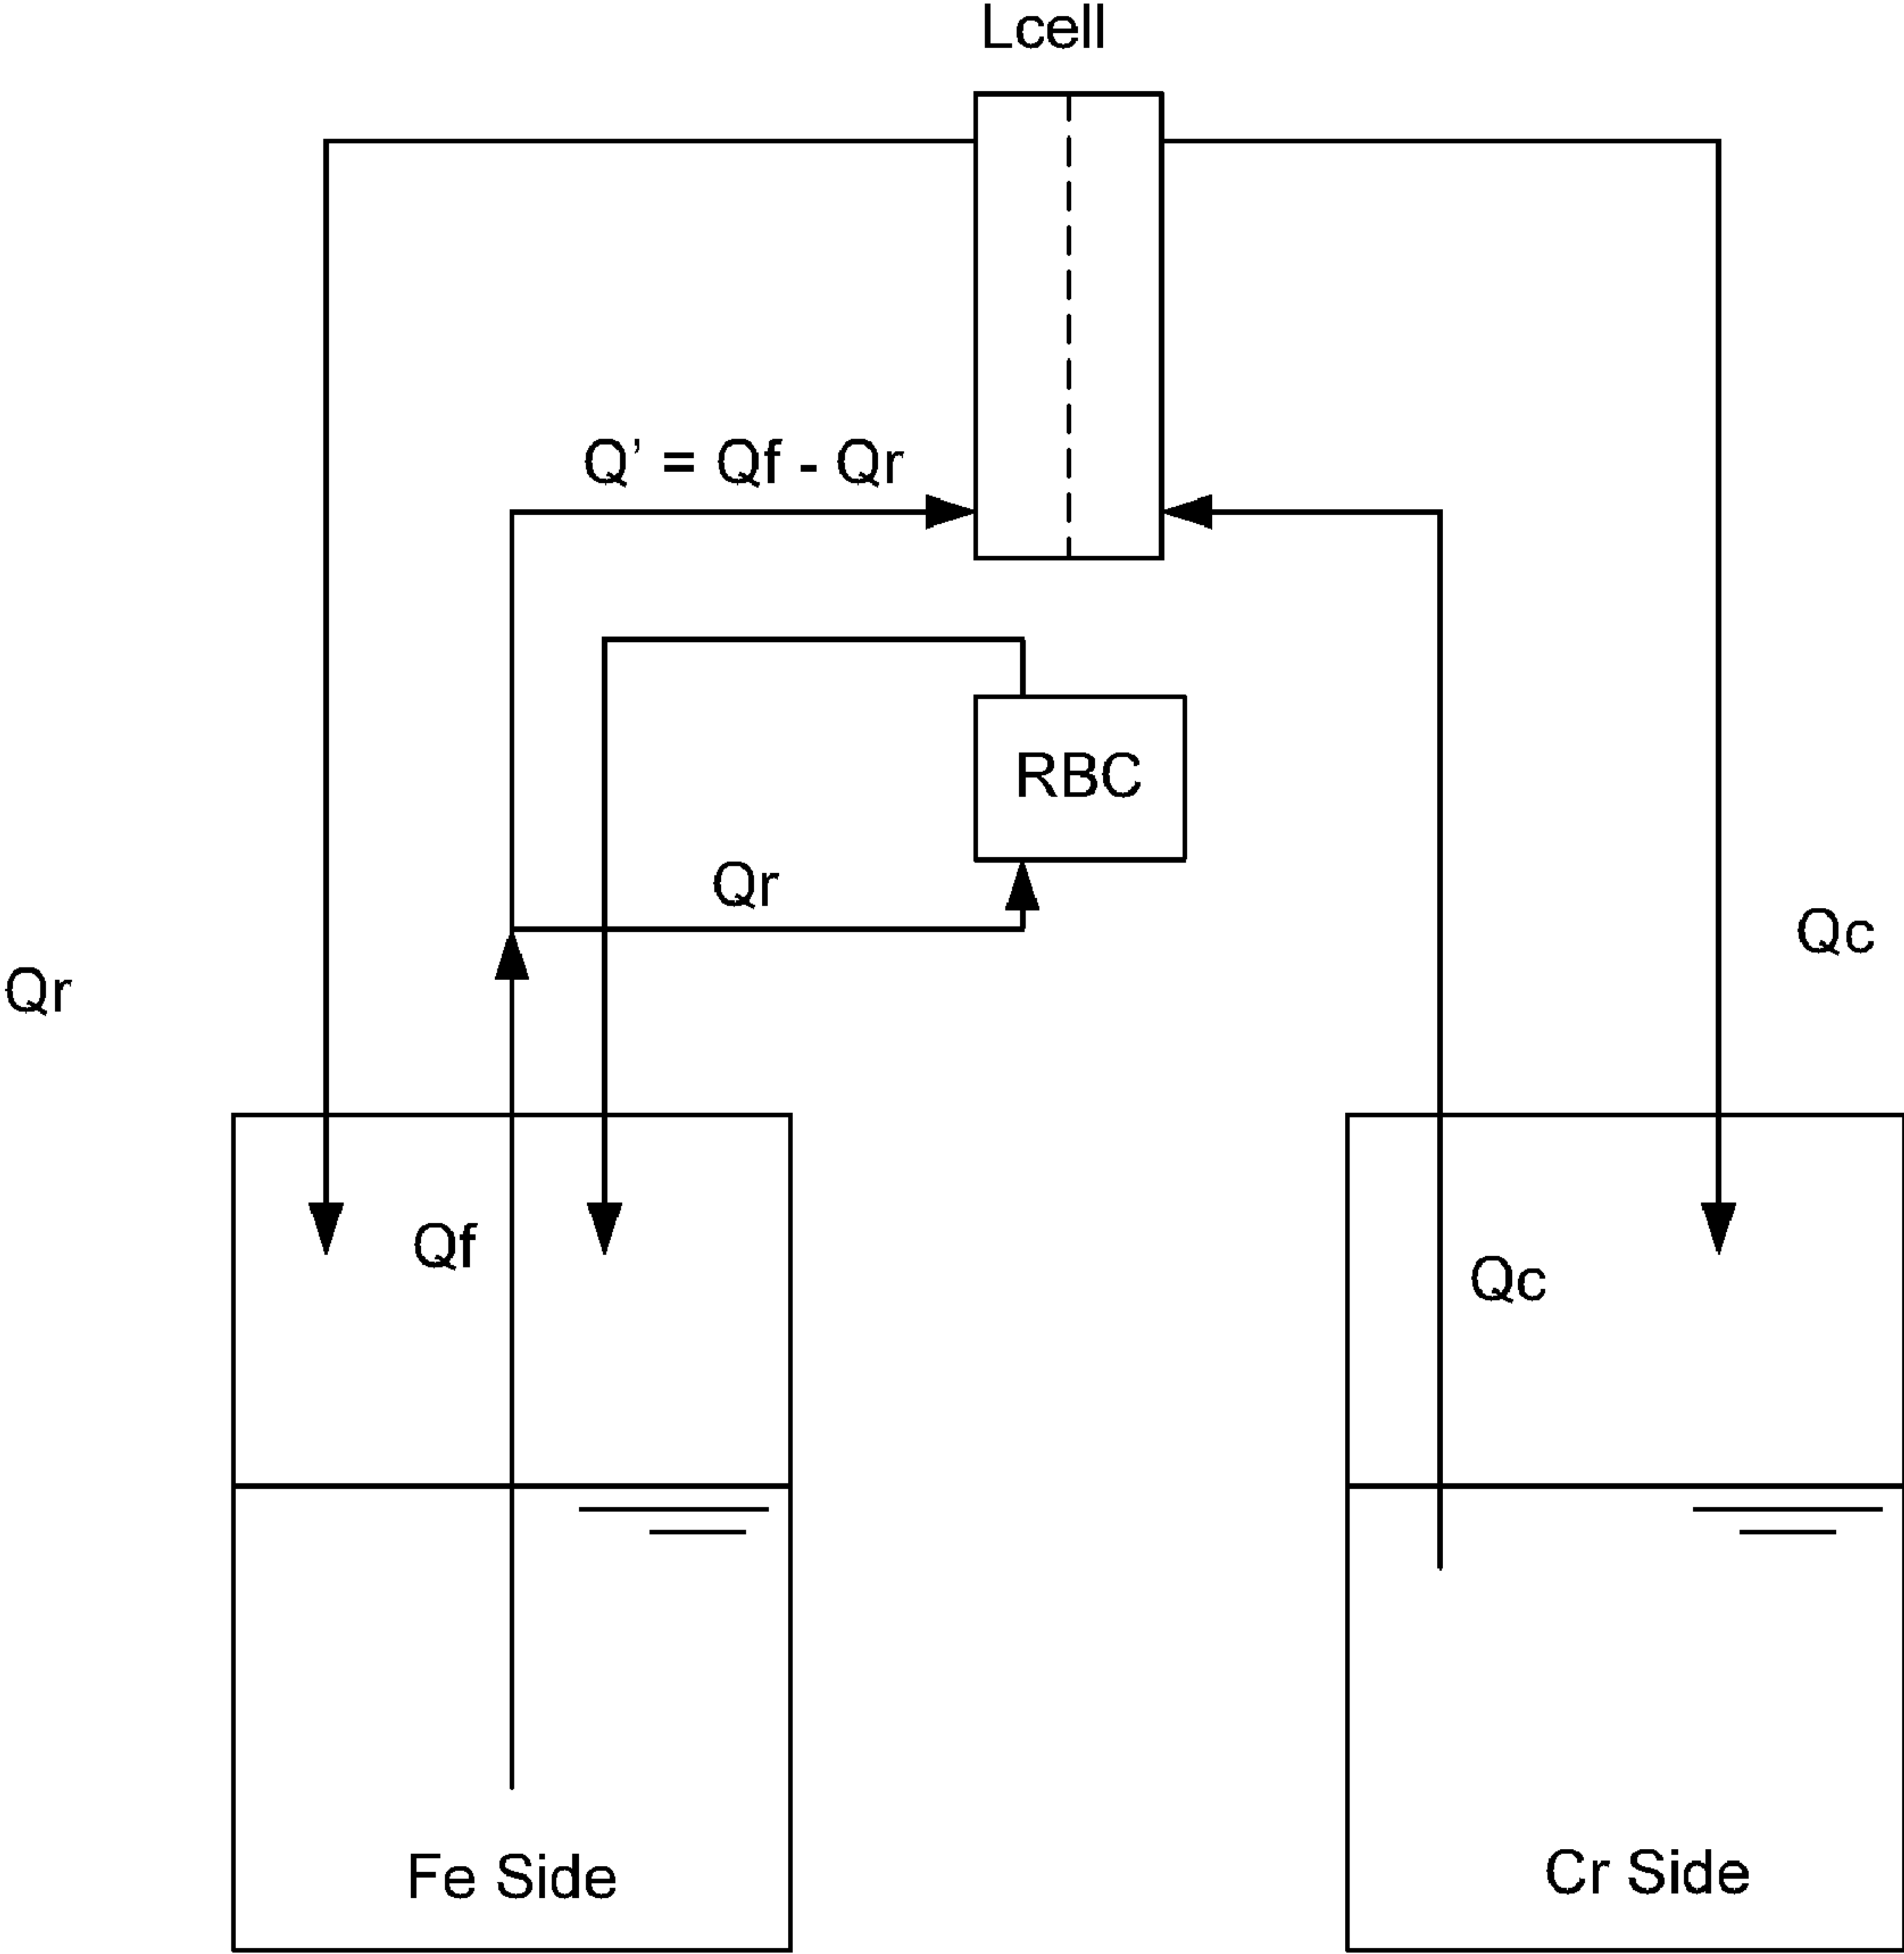 Lcell
Q' = Qf - Qr
RBC
Qr
Qc
Qr
Qf
Qc
Fe Side
Cr Side